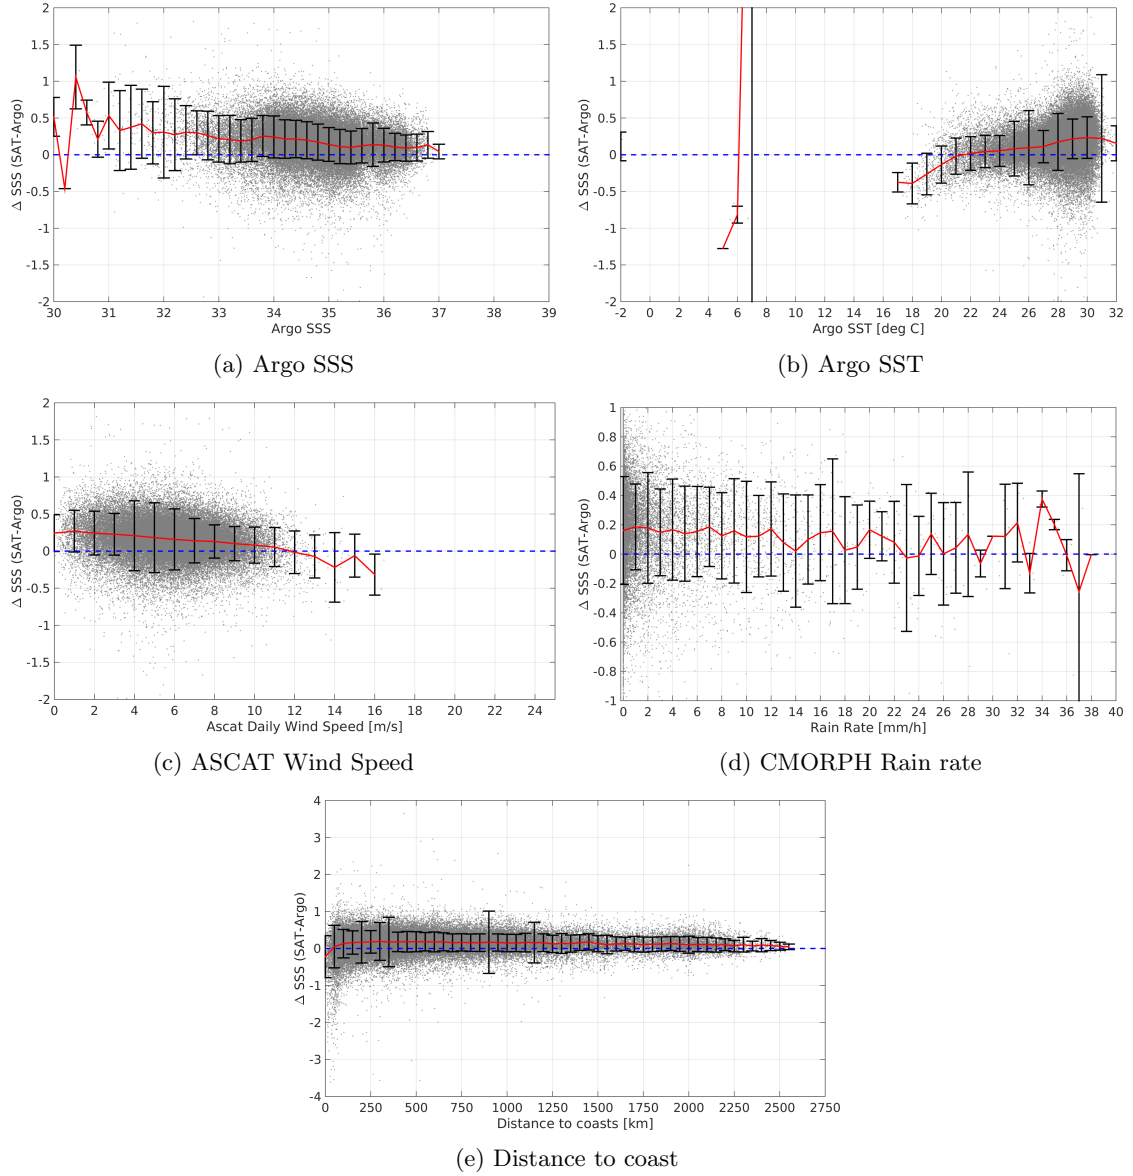 2
1.5
1
0.5
0
-0.5
-1
-1.5
-2
Δ SSS (SAT-Argo)
30 31 32 33 34 35 36 37 38 39
Argo SSS
(a) Argo SSS
2
1.5
1
0.5
0
-0.5
-1
-1.5
-2
Δ SSS (SAT-Argo)
-2 0 2 4 6 8 10 12 14 16 18 20 22 24 26 28 30 32
Argo SST [deg C]
(b) Argo SST
2
1.5
1
0.5
0
-0.5
-1
-1.5
-2
Δ SSS (SAT-Argo)
0 2 4 6 8 10 12 14 16 18 20 22 24
Ascat Daily Wind Speed [m/s]
(c) ASCAT Wind Speed
1
0.8
0.6
0.4
0.2
0
-0.2
-0.4
-0.6
-0.8
-1
Δ SSS (SAT-Argo)
0 2 4 6 8 10 12 14 16 18 20 22 24 26 28 30 32 34 36 38 40
Rain Rate [mm/h]
(d) CMORPH Rain rate
4
3
2
1
0
-1
-2
-3
-4
Δ SSS (SAT-Argo)
0 250 500 750 1000 1250 1500 1750 2000 2250 2500 2750
Distance to coasts [km]
(e) Distance to coast